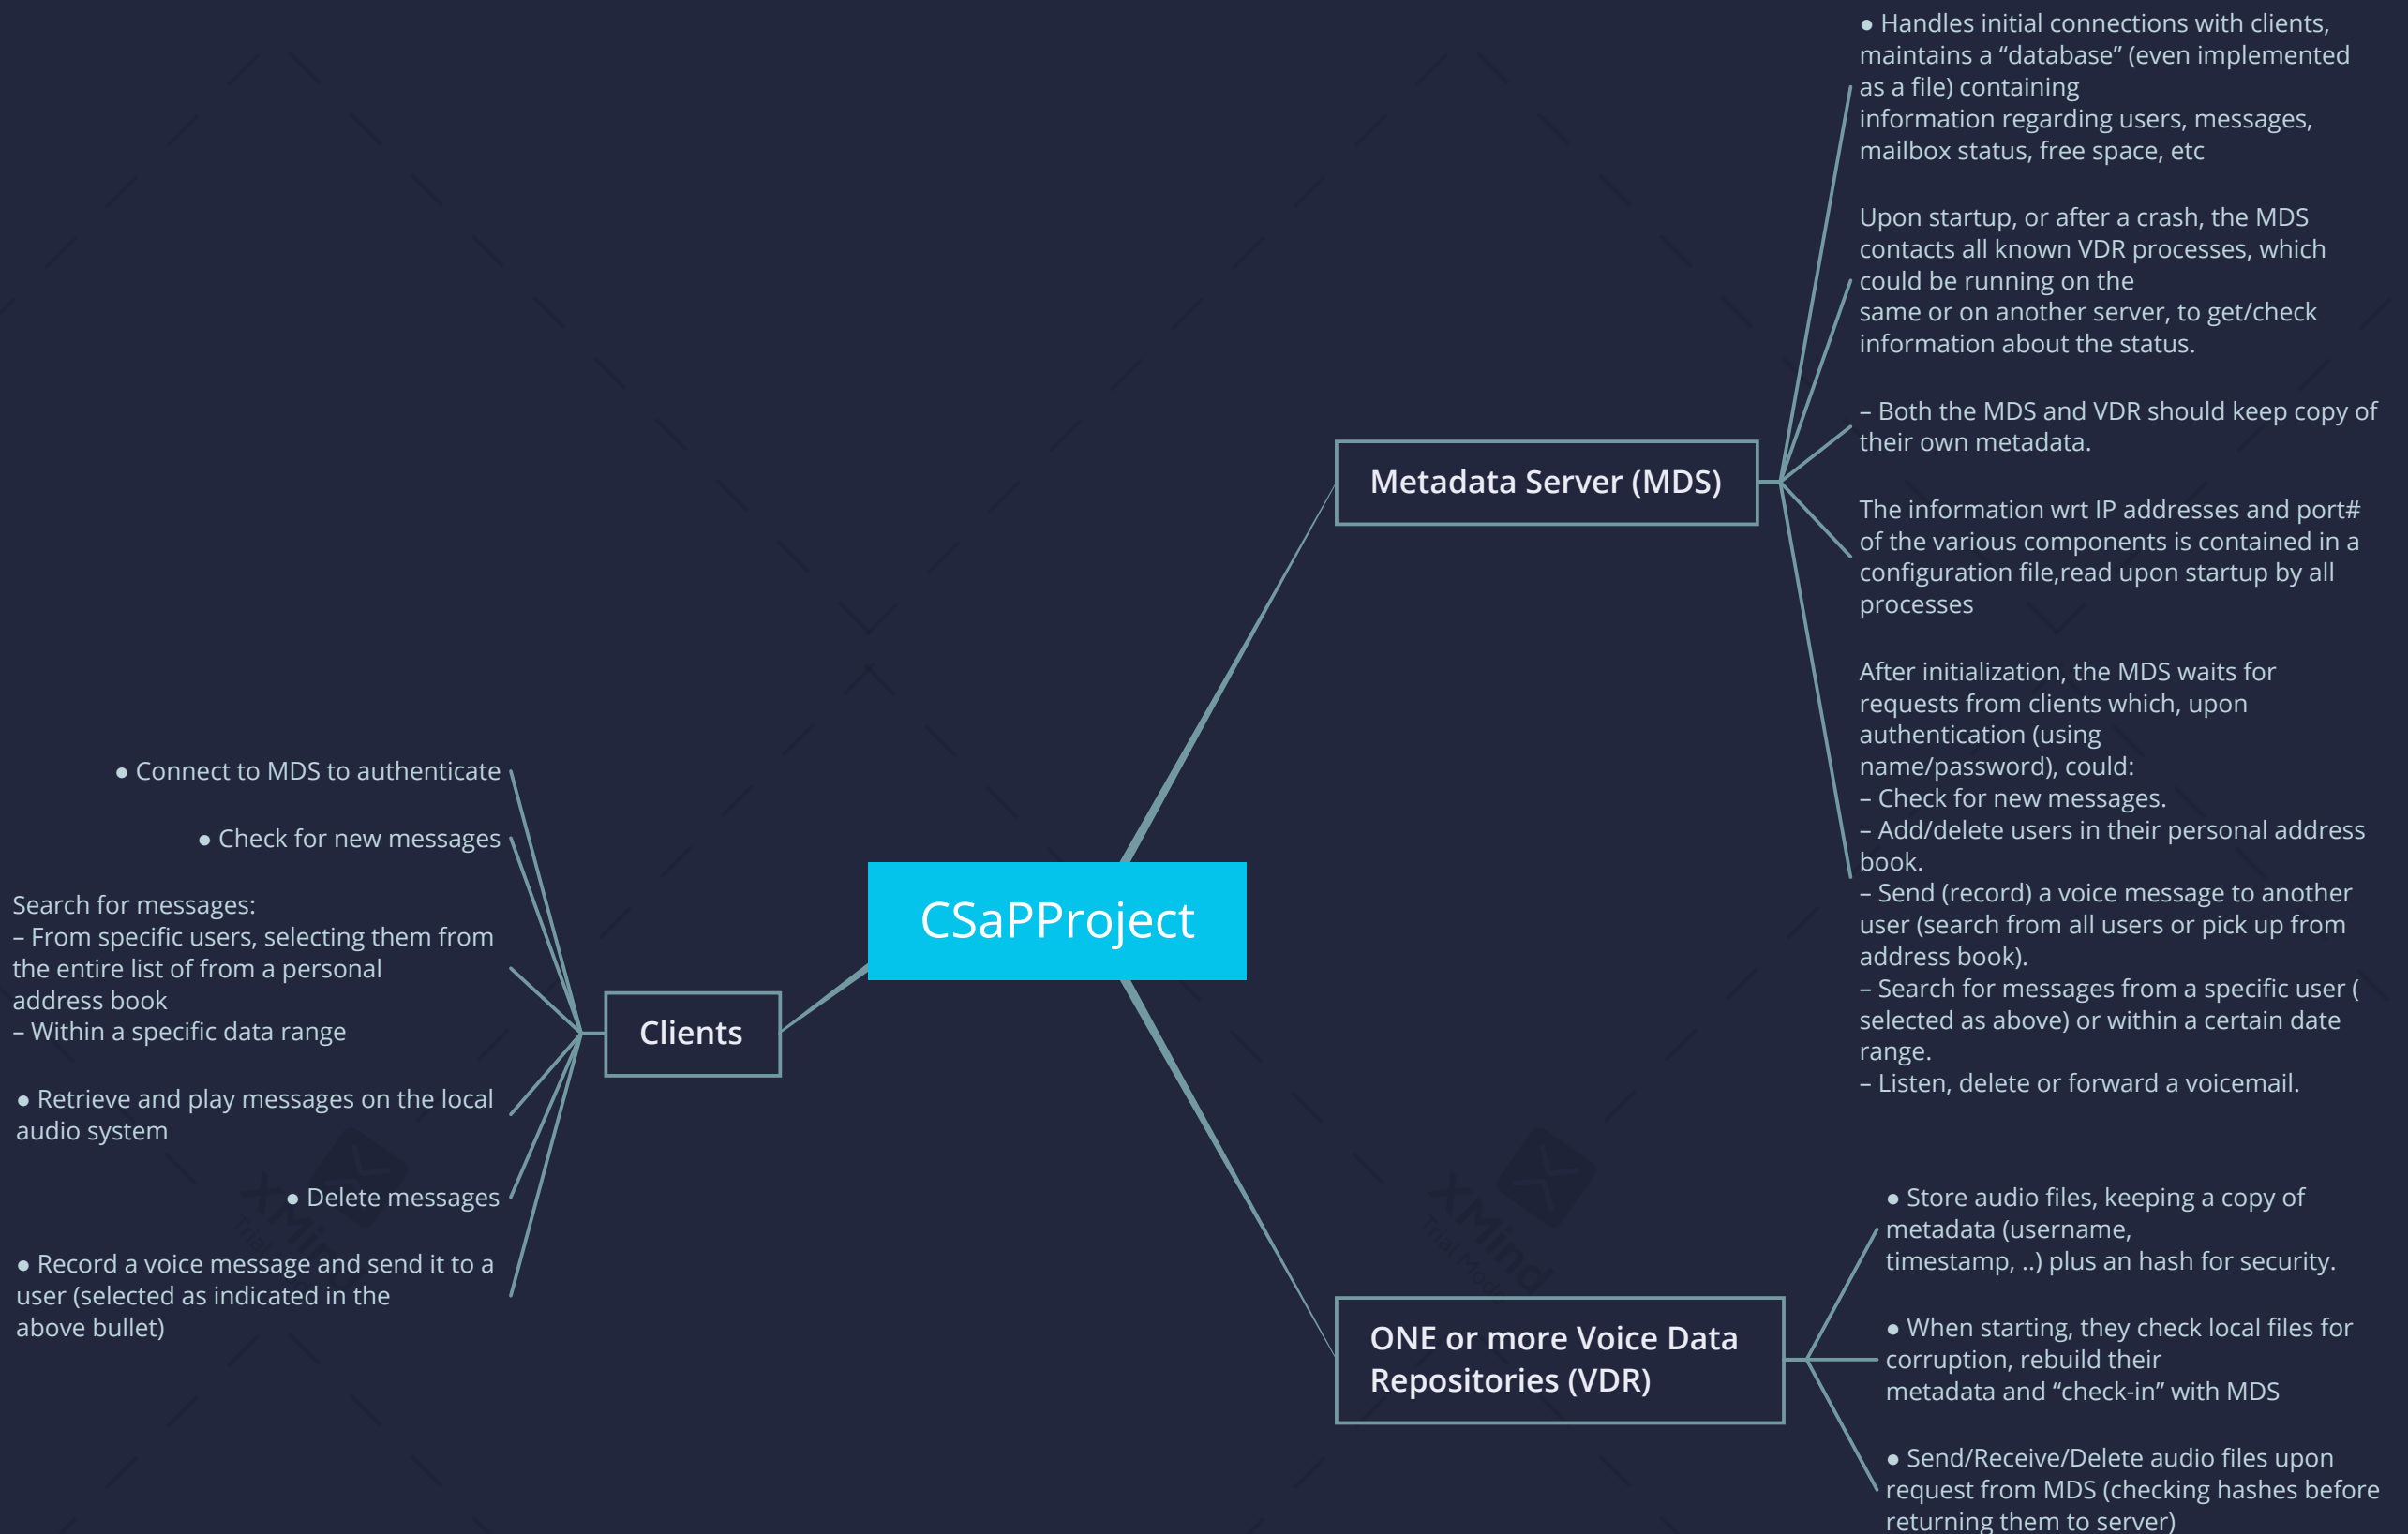 ● Handles initial connections with clients,
maintains a “database” (even implemented
as a file) containing
information regarding users, messages,
mailbox status, free space, etc
Upon startup, or after a crash, the MDS
contacts all known VDR processes, which
could be running on the
same or on another server, to get/check
information about the status.
– Both the MDS and VDR should keep copy of
their own metadata.
Metadata Server (MDS)
The information wrt IP addresses and port#
of the various components is contained in a
configuration file,read upon startup by all
processes
After initialization, the MDS waits for
requests from clients which, upon
authentication (using
name/password), could:
– Check for new messages.
– Add/delete users in their personal address
book.
– Send (record) a voice message to another
user (search from all users or pick up from
address book).
– Search for messages from a specific user (
selected as above) or within a certain date
range.
– Listen, delete or forward a voicemail.
CSaPProject
● Connect to MDS to authenticate
● Check for new messages
Search for messages:
– From specific users, selecting them from
the entire list of from a personal
address book
– Within a specific data range
Clients
● Retrieve and play messages on the local
audio system
● Delete messages
● Record a voice message and send it to a
user (selected as indicated in the
above bullet)
ONE or more Voice Data
Repositories (VDR)
● Store audio files, keeping a copy of
metadata (username,
timestamp, ..) plus an hash for security.
● When starting, they check local files for
corruption, rebuild their
metadata and “check-in” with MDS
● Send/Receive/Delete audio files upon
request from MDS (checking hashes before
returning them to server)
XMind
Trial
XMind
Trial Mode